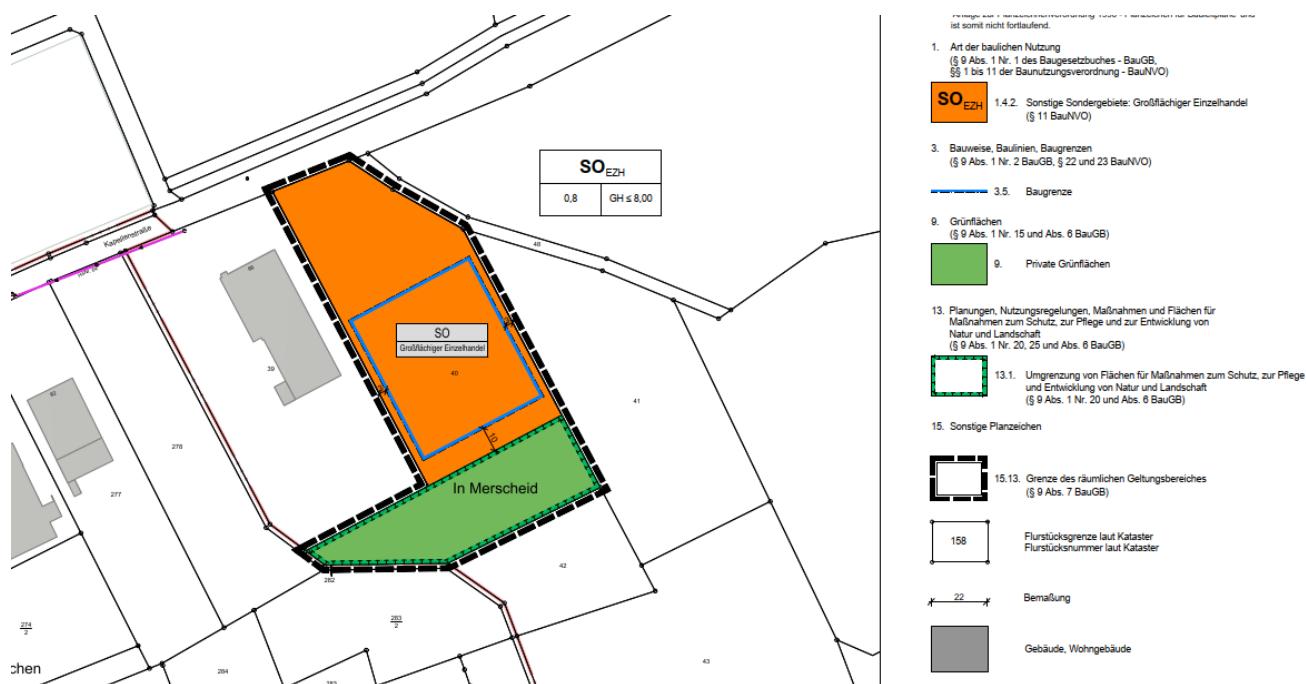 Anlage zur Planzeichenverordnung 1990 - Planzeichen für Bauleitpläne und
ist somit nicht fortlaufend.
1. Art der baulichen Nutzung
(§ 9 Abs. 1 Nr. 1 des Baugesetzbuches - BauGB,
§§ 1 bis 11 der Baunutzungsverordnung - BauNVO)
SO EZH
1.4.2. Sonstige Sondergebiete: Großflächiger Einzelhandel
(§ 11 BauNVO)
3. Bauweise, Baulinien, Baugrenzen
(§ 9 Abs. 1 Nr. 2 BauGB, § 22 und 23 BauNVO)
3.5. Baugrenze
9. Grünflächen
(§ 9 Abs. 1 Nr. 15 und Abs. 6 BauGB)
9. Private Grünflächen
13. Planungen, Nutzungsregelungen, Maßnahmen und Flächen für
Maßnahmen zum Schutz, zur Pflege und zur Entwicklung von
Natur und Landschaft
(§ 9 Abs. 1 Nr. 20, 25 und Abs. 6 BauGB)
13.1. Umgrenzung von Flächen für Maßnahmen zum Schutz, zur Pflege
und Entwicklung von Natur und Landschaft
(§ 9 Abs. 1 Nr. 20 und Abs. 6 BauGB)
15. Sonstige Planzeichen
15.13. Grenze des räumlichen Geltungsbereiches
(§ 9 Abs. 7 BauGB)
158
Flurstücksgrenze laut Kataster
Flurstücksnummer laut Kataster
22
Bemaßung
Gebäude, Wohngebäude
SO EZH
0,8
GH ≤ 8,00
Kapellenstraße
48
SO
Großflächiger Einzelhandel
40
39
41
278
277
10
In Merscheid
42
282
283
2
274
2
284
43
chen